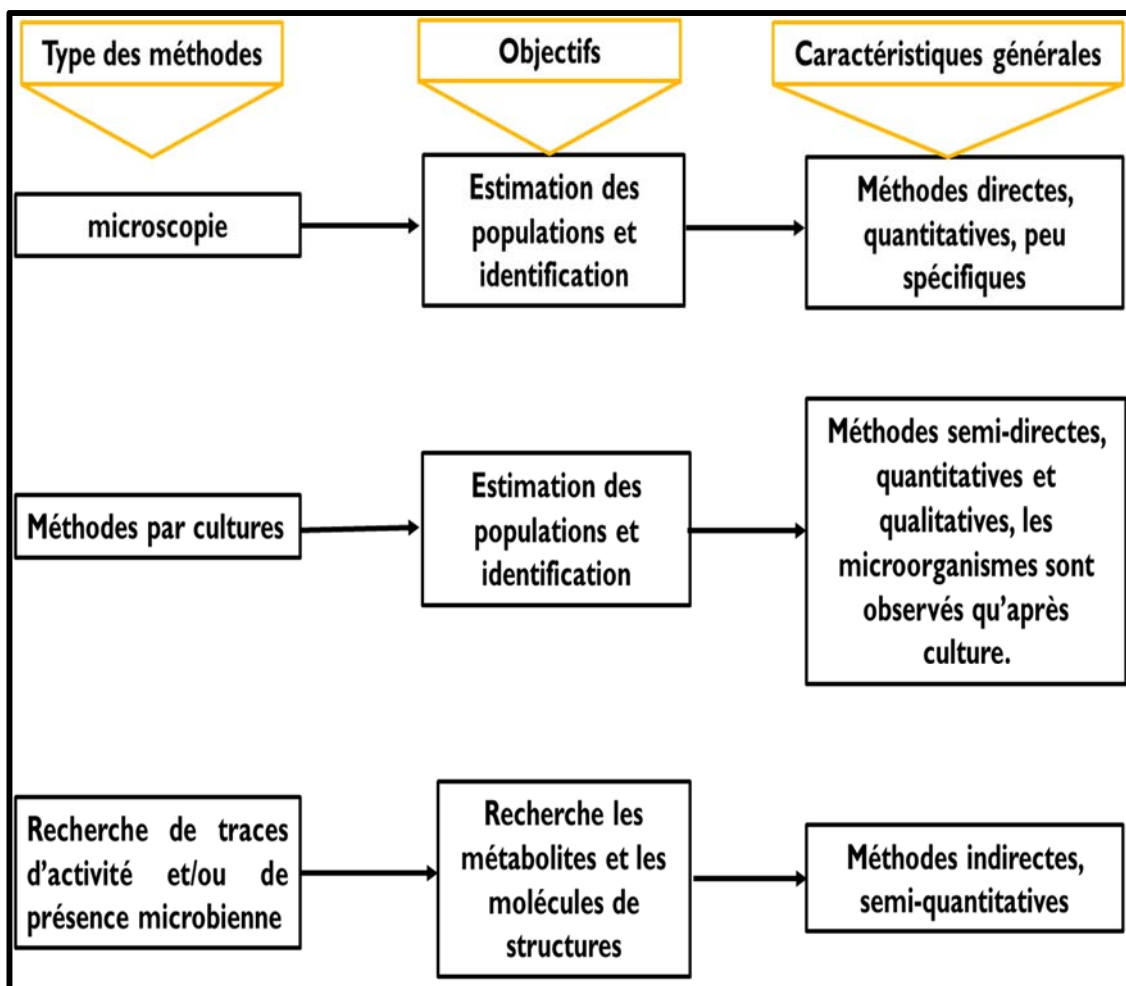 Type des méthodes
Objectifs
Caractéristiques générales
microscopie
Estimation des
populations et
identification
Méthodes directes,
quantitatives, peu
spécifiques
Méthodes par cultures
Estimation des
populations et
identification
Méthodes semi-directes,
quantitatives et
qualitatives, les
microorganismes sont
observés qu’après
culture.
Recherche de traces
d’activité et/ou de
présence microbienne
Recherche les
métabolites et les
molécules de
structures
Méthodes indirectes,
semi-quantitatives